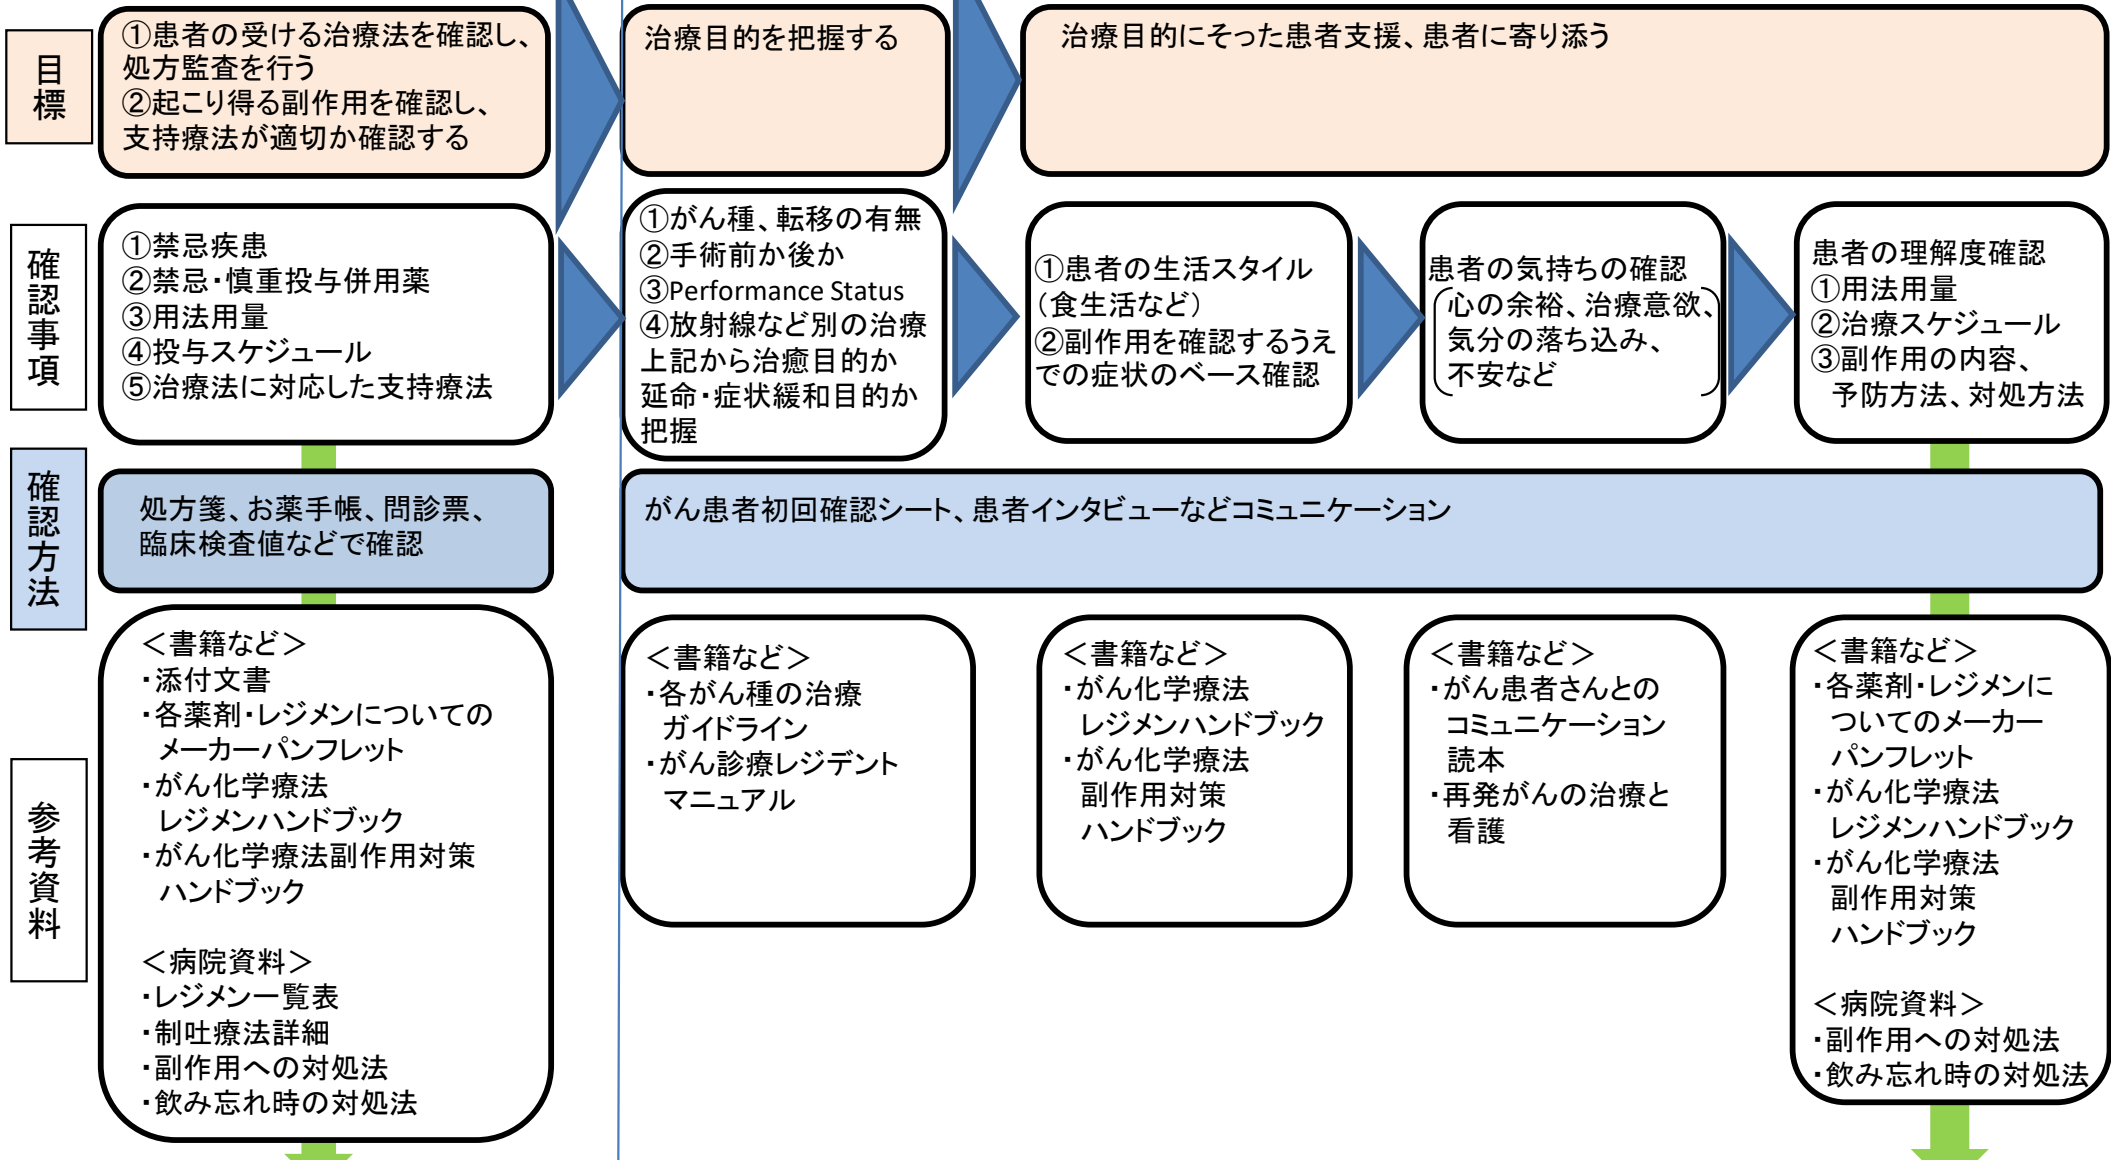 目標
①患者の受ける治療法を確認し、
処方監査を行う
②起こり得る副作用を確認し、
支持療法が適切か確認する
治療目的を把握する
治療目的にそった患者支援、患者に寄り添う
確認事項
①禁忌疾患
②禁忌・慎重投与併用薬
③用法用量
④投与スケジュール
⑤治療法に対応した支持療法
①がん種、転移の有無
②手術前か後か
③Performance Status
④放射線など別の治療
上記から治癒目的か
延命・症状緩和目的か
把握
①患者の生活スタイル
（食生活など）
②副作用を確認するうえ
での症状のベース確認
患者の気持ちの確認
心の余裕、治療意欲、
気分の落ち込み、
不安など
患者の理解度確認
①用法用量
②治療スケジュール
③副作用の内容、
予防方法、対処方法
確認方法
処方箋、お薬手帳、問診票、
臨床検査値などで確認
がん患者初回確認シート、患者インタビューなどコミュニケーション
参考資料
＜書籍など＞
・添付文書
・各薬剤・レジメンについての
メーカーパンフレット
・がん化学療法
レジメンハンドブック
・がん化学療法副作用対策
ハンドブック
＜病院資料＞
・レジメン一覧表
・制吐療法詳細
・副作用への対処法
・飲み忘れ時の対処法
＜書籍など＞
・各がん種の治療
ガイドライン
・がん診療レジデント
マニュアル
＜書籍など＞
・がん化学療法
レジメンハンドブック
・がん化学療法
副作用対策
ハンドブック
＜書籍など＞
・がん患者さんとの
コミュニケーション
読本
・再発がんの治療と
看護
＜書籍など＞
・各薬剤・レジメンに
ついてのメーカー
パンフレット
・がん化学療法
レジメンハンドブック
・がん化学療法
副作用対策
ハンドブック
＜病院資料＞
・副作用への対処法
・飲み忘れ時の対処法